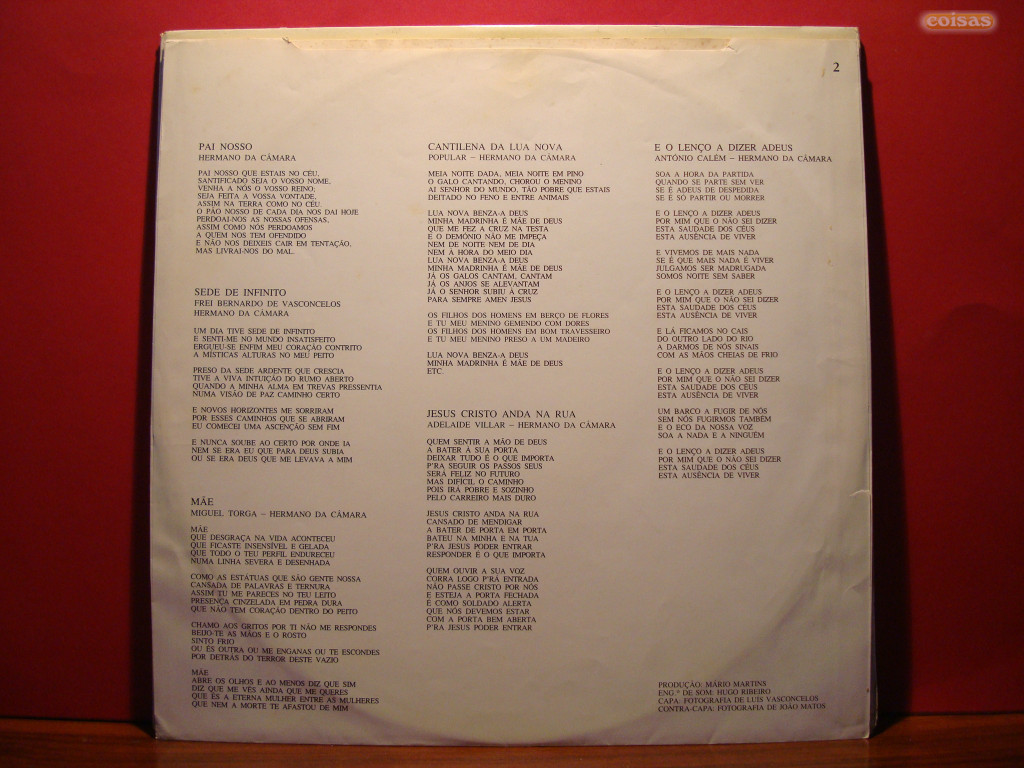 coisas
2
PAI NOSSO
HERMANO DA CÂMARA
PAI NOSSO QUE ESTAIS NO CÉU,
SANTIFICADO SEJA O VOSSO NOME,
VENHA A NÓS O VOSSO REINO;
SEJA FEITA A VOSSA VONTADE,
ASSIM NA TERRA COMO NO CÉU
O PÃO NOSSO DE CADA DIA NOS DAI HOJE
PERDOAI-NOS AS NOSSAS OFENSAS,
ASSIM COMO NÓS PERDOAMOS
A QUEM NOS TEM OFENDIDO
E NÃO NOS DEIXEIS CAIR EM TENTAÇÃO,
MAS LIVRAI-NOS DO MAL.
SEDE DE INFINITO
FREI BERNARDO DE VASCONCELOS
HERMANO DA CÂMARA
UM DIA TIVE SEDE DE INFINITO
E SENTI-ME NO MUNDO INSATISFEITO
ERGUEU-SE ENFIM MEU CORAÇÃO CONTRITO
A MÍSTICAS ALTURAS NO MEU PEITO
PRESO DA SEDE ARDENTE QUE CRESCIA
TIVE A VIVA INTUIÇÃO DO RUMO ABERTO
QUANDO A MINHA ALMA EM TREVAS PRESSENTIA
NUMA VISÃO DE PAZ CAMINHO CERTO
E NOVOS HORIZONTES ME SORRIRAM
POR ESSES CAMINHOS QUE SE ABRIRAM
EU COMECEI UMA ASCENÇÃO SEM FIM
E NUNCA SOUBE AO CERTO POR ONDE IA
NEM SE ERA EU QUE PARA DEUS SUBIA
OU SE ERA DEUS QUE ME LEVAVA A MIM
MÃE
MIGUEL TORGA – HERMANO DA CÂMARA
MÃE
QUE DESGRAÇA NA VIDA ACONTECEU
QUE FICASTE INSENSÍVEL E GELADA
QUE TODO O TEU PERFIL ENDURECEU
NUMA LINHA SEVERA E DESENHADA
COMO AS ESTÁTUAS QUE SÃO GENTE NOSSA
CANSADA DE PALAVRAS E TERNURA
ASSIM TU ME PARECES NO TEU LEITO
PRESENÇA CINZELADA EM PEDRA DURA
QUE NÃO TEM CORAÇÃO DENTRO DO PEITO
CHAMO AOS GRITOS POR TI NÃO ME RESPONDES
BEIJO-TE AS MÃOS E O ROSTO
SINTO FRIO
OU ÉS OUTRA OU ME ENGANAS OU TE ESCONDES
POR DETRÁS DO TERROR DESTE VAZIO
MÃE
ABRE OS OLHOS E AO MENOS DIZ QUE SIM
DIZ QUE ME VÊS AINDA QUE ME QUERES
QUE ÉS A ETERNA MULHER ENTRE AS MULHERES
QUE NEM A MORTE TE AFASTOU DE MIM
CANTILENA DA LUA NOVA
POPULAR – HERMANO DA CÂMARA
MEIA NOITE DADA, MEIA NOITE EM PINO
O GALO CANTANDO, CHOROU O MENINO
AI SENHOR DO MUNDO, TÃO POBRE QUE ESTAIS
DEITADO NO FENO E ENTRE ANIMAIS
LUA NOVA BENZA-A DEUS
MINHA MADRINHA É MÃE DE DEUS
QUE ME FEZ A CRUZ NA TESTA
E O DEMÓNIO NÃO ME IMPEÇA
NEM DE NOITE NEM DE DIA
NEM À HORA DO MEIO DIA
LUA NOVA BENZA-A DEUS
MINHA MADRINHA É MÃE DE DEUS
JÁ OS GALOS CANTAM, CANTAM
JÁ OS ANJOS SE ALEVANTAM
JÁ O SENHOR SUBIU À CRUZ
PARA SEMPRE AMEN JESUS
OS FILHOS DOS HOMENS EM BERÇO DE FLORES
E TU MEU MENINO GEMENDO COM DORES
OS FILHOS DOS HOMENS EM BOM TRAVESSEIRO
E TU MEU MENINO PRESO A UM MADEIRO
LUA NOVA BENZA-A DEUS
MINHA MADRINHA É MÃE DE DEUS
ETC
JESUS CRISTO ANDA NA RUA
ADELAIDE VILLAR – HERMANO DA CÂMARA
QUEM SENTIR A MÃO DE DEUS
A BATER À SUA PORTA
DEIXAR TUDO É O QUE IMPORTA
P'RA SEGUIR OS PASSOS SEUS
SERÁ FELIZ NO FUTURO
MAS DIFÍCIL O CAMINHO
POIS IRÁ POBRE E SOZINHO
PELO CARREIRO MAIS DURO
JESUS CRISTO ANDA NA RUA
CANSADO DE MENDIGAR
A BATER DE PORTA EM PORTA
BATEU NA MINHA E NA TUA
P'RA JESUS PODER ENTRAR
RESPONDER É O QUE IMPORTA
QUEM OUVIR A SUA VOZ
CORRA LOGO P'RÁ ENTRADA
NÃO PASSE CRISTO POR NÓS
E ESTEJA A PORTA FECHADA
E COMO SOLDADO ALERTA
QUE NÓS DEVEMOS ESTAR
COM A PORTA BEM ABERTA
P'RA JESUS PODER ENTRAR
E O LENÇO A DIZER ADEUS
ANTÓNIO CALÉM – HERMANO DA CÂMARA
SOA A HORA DA PARTIDA
QUANDO SE PARTE SEM VER
SE É ADEUS DE DESPEDIDA
SE É SÓ PARTIR OU MORRER
E O LENÇO A DIZER ADEUS
POR MIM QUE O NÃO SEI DIZER
ESTA SAUDADE DOS CÉUS
ESTA AUSÊNCIA DE VIVER
E VIVEMOS DE MAIS NADA
SE É QUE MAIS NADA É VIVER
JULGAMOS SER MADRUGADA
SOMOS NOITE SEM SABER
E O LENÇO A DIZER ADEUS
POR MIM QUE O NÃO SEI DIZER
ESTA SAUDADE DOS CÉUS
ESTA AUSÊNCIA DE VIVER
E LÁ FICAMOS NO CAIS
DO OUTRO LADO DO RIO
A DARMOS DE NÓS SINAIS
COM AS MÃOS CHEIAS DE FRIO
E O LENÇO A DIZER ADEUS
POR MIM QUE O NÃO SEI DIZER
ESTA SAUDADE DOS CÉUS
ESTA AUSÊNCIA DE VIVER
UM BARCO A FUGIR DE NÓS
SEM NÓS FUGIRMOS TAMBÉM
E O ECO DA NOSSA VOZ
SOA A NADA E A NINGUÉM
E O LENÇO A DIZER ADEUS
POR MIM QUE O NÃO SEI DIZER
ESTA SAUDADE DOS CÉUS
ESTA AUSÊNCIA DE VIVER
PRODUÇÃO: MÁRIO MARTINS
ENG.º DE SOM: HUGO RIBEIRO
CAPA: FOTOGRAFIA DE LUÍS VASCONCELOS
CONTRA-CAPA: FOTOGRAFIA DE JOÃO MATOS